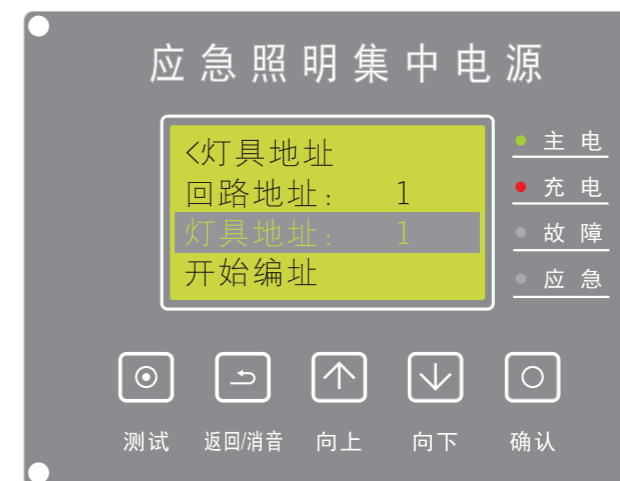 应急照明集中电源
<灯具地址
回路地址: 1
灯具地址: 1
开始编址
主电
充电
故障
应急
测试 返回/消音 向上 向下 确认